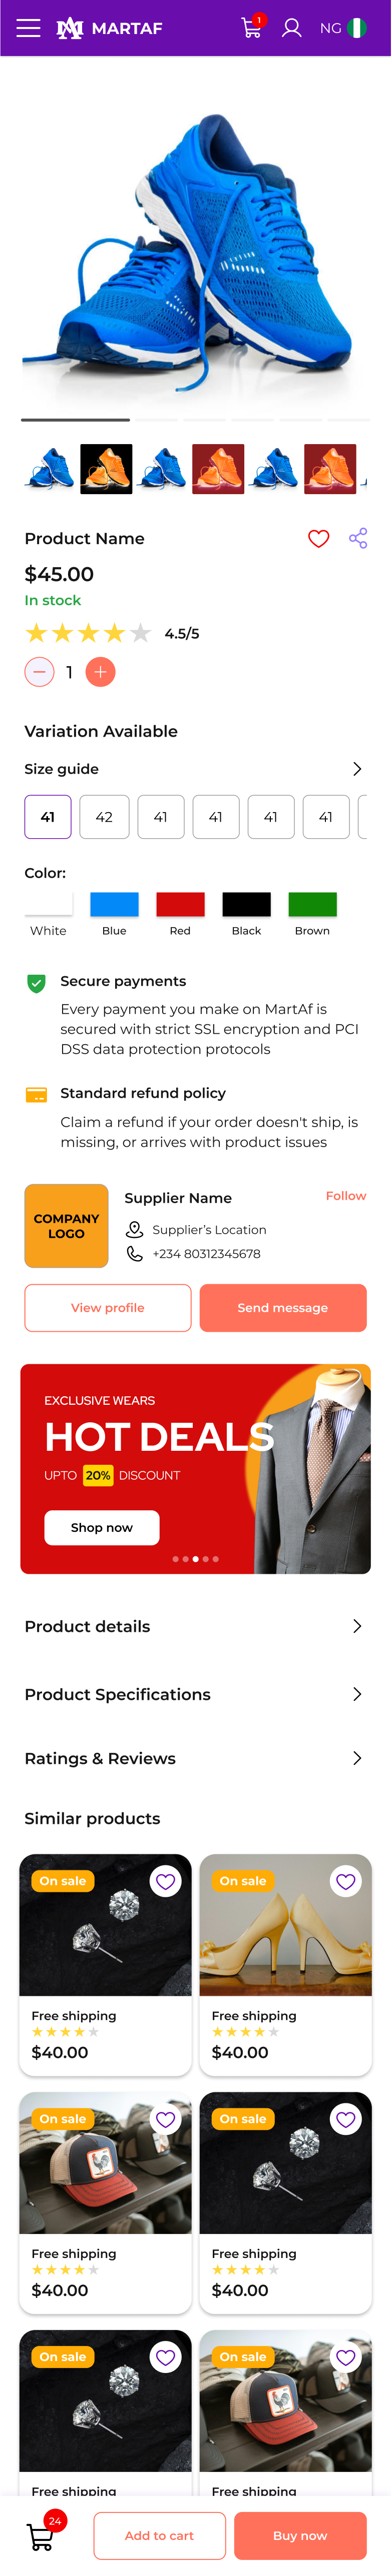 MARTAF
1
NG
Product Name
$45.00
In stock
4.5/5
1
Variation Available
Size guide
41 42 41 41 41 41
Color:
White Blue Red Black Brown
Secure payments
Every payment you make on MartAf is
secured with strict SSL encryption and PCI
DSS data protection protocols
Standard refund policy
Claim a refund if your order doesn't ship, is
missing, or arrives with product issues
COMPANY
LOGO
Supplier Name
Follow
Supplier's Location
+234 80312345678
View profile
Send message
EXCLUSIVE WEARS
HOT DEALS
UPTO 20% DISCOUNT
Shop now
Product details
Product Specifications
Ratings & Reviews
Similar products
On sale
On sale
Free shipping
Free shipping
$40.00
$40.00
On sale
On sale
Free shipping
Free shipping
$40.00
$40.00
On sale
On sale
Free shipping
Free shipping
24
Add to cart
Buy now